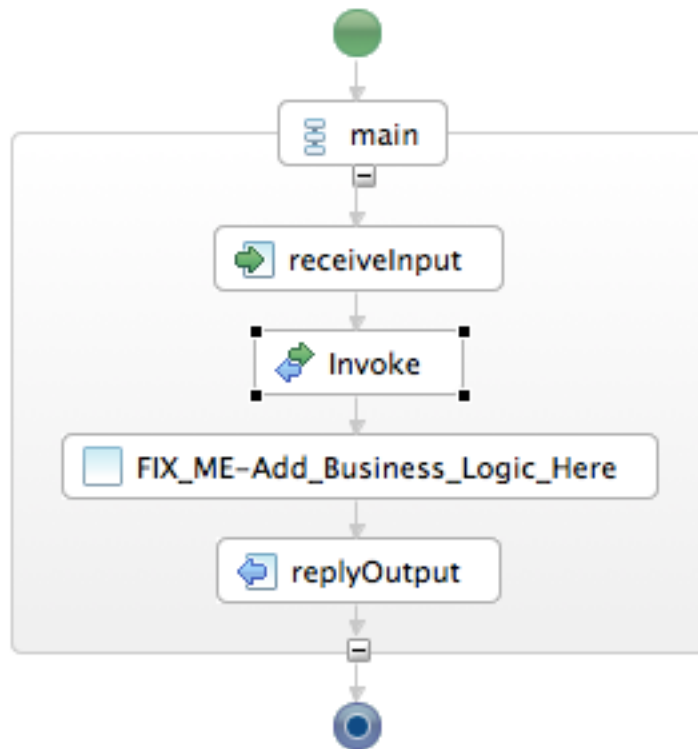 main
receiveInput
Invoke
FIX_ME-Add_Business_Logic_Here
replyOutput